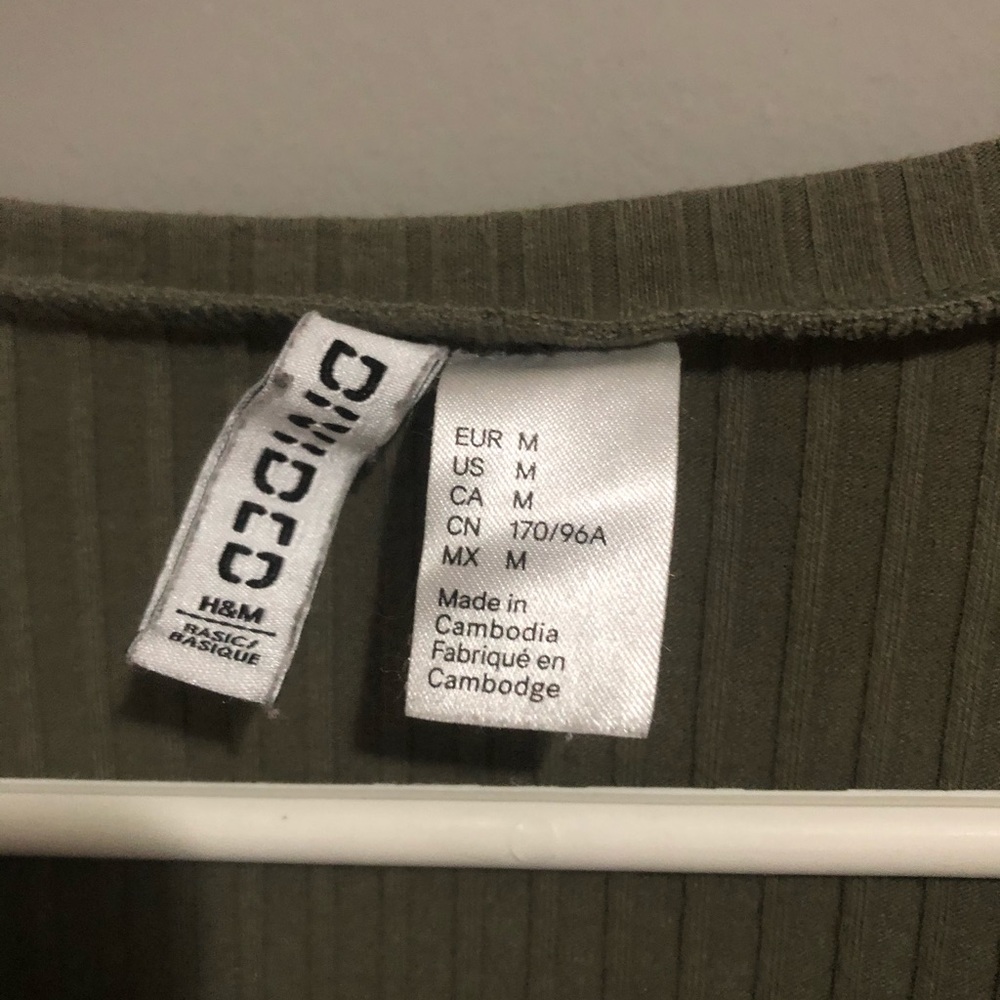 DIVIDED
H&M
BASIC/
BASIQUE
EUR M
US M
CA M
CN 170/96A
MX M
Made in
Cambodia
Fabriqué en
Cambodge